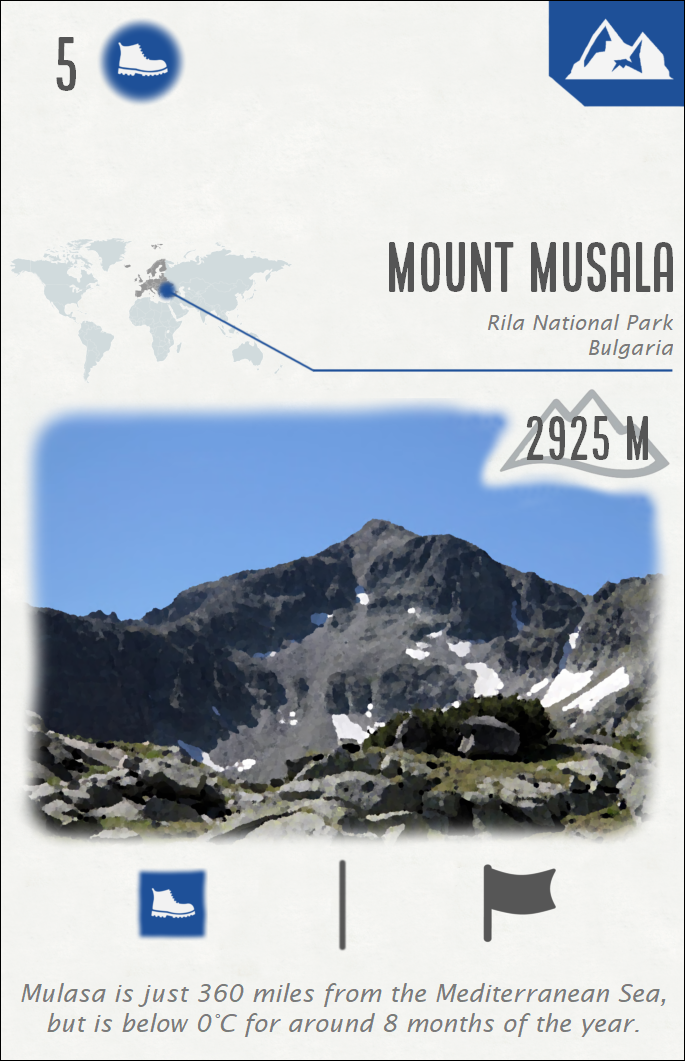 5
MOUNT MUSALA
Rila National Park
Bulgaria
2925 M
Mulasa is just 360 miles from the Mediterranean Sea,
but is below 0°C for around 8 months of the year.